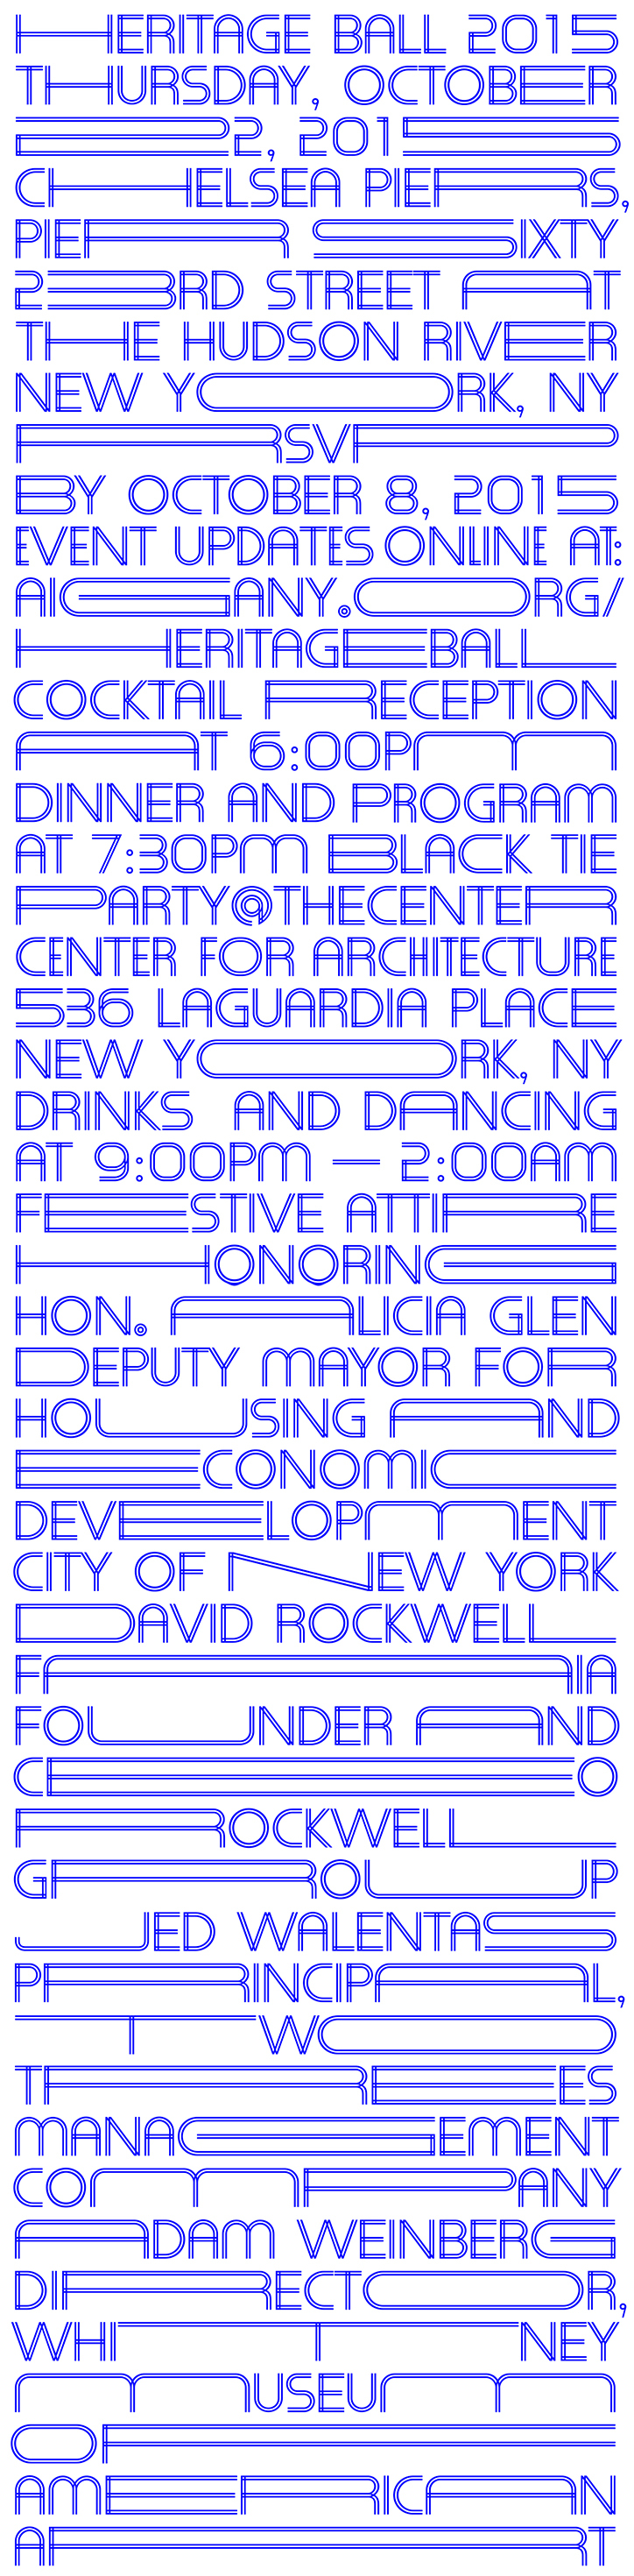 HERITAGE BALL 2015
THURSDAY, OCTOBER
22, 2015
CHELSEA PIERS,
PIER SIXTY
23RD STREET AT
THE HUDSON RIVER
NEW YORK, NY
RSVP
BY OCTOBER 8, 2015
EVENT UPDATES ONLINE AT:
AIGANY.ORG/
HERITAGEBALL
COCKTAIL RECEPTION
AT 6:00PM
DINNER AND PROGRAM
AT 7:30PM BLACK TIE
PARTY@THECENTER
CENTER FOR ARCHITECTURE
536 LAGUARDIA PLACE
NEW YORK, NY
DRINKS AND DANCING
AT 9:00PM — 2:00AM
FESTIVE ATTIRE
HONORING
HON. ALICIA GLEN
DEPUTY MAYOR FOR
HOUSING AND
ECONOMIC
DEVELOPMENT
CITY OF NEW YORK
DAVID ROCKWELL
FAIA
FOUNDER AND
CEO
ROCKWELL
GROUP
JED WALENTAS
PRINCIPAL,
TWO
TREES
MANAGEMENT
COMPANY
ADAM WEINBERG
DIRECTOR,
WHITNEY
MUSEUM
OF
AMERICAN
ART